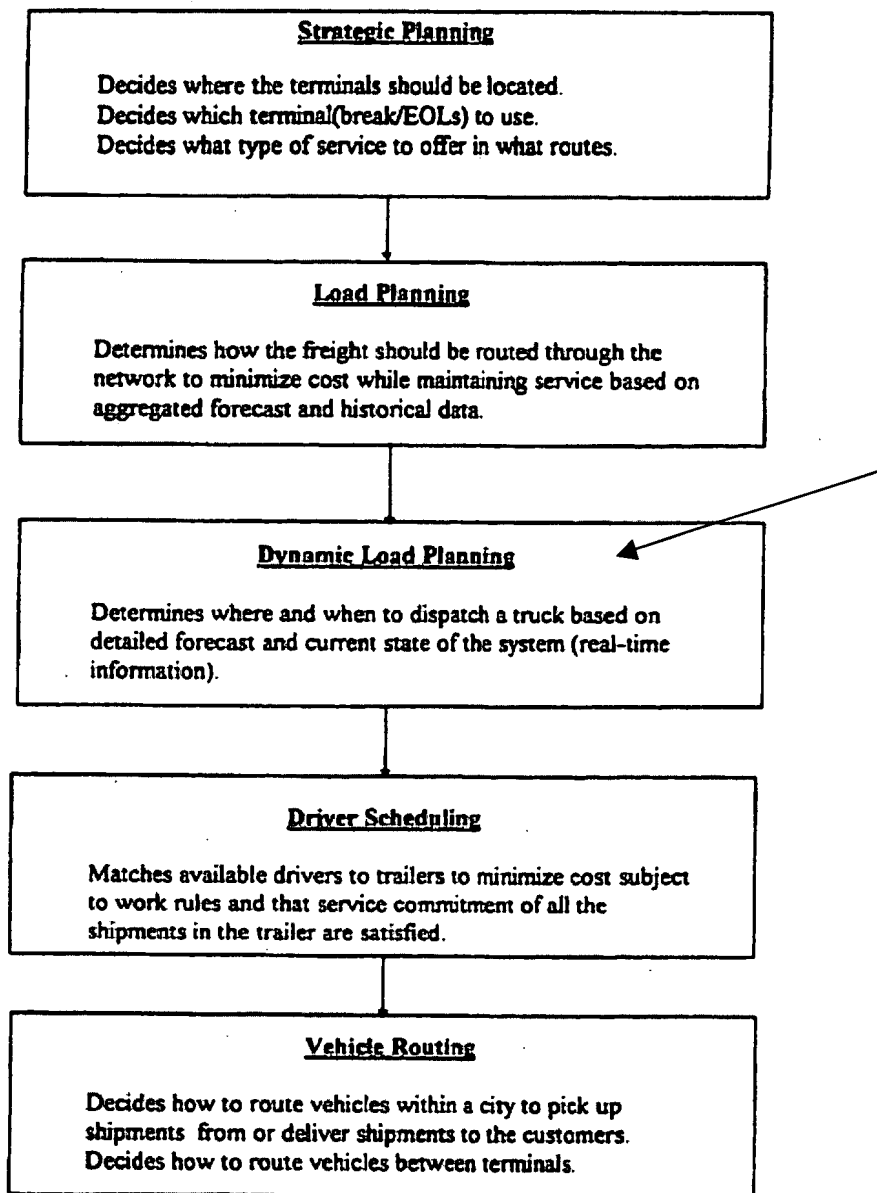 Strategic Planning
Decides where the terminals should be located.
Decides which terminal(break/EOLs) to use.
Decides what type of service to offer in what routes.
Load Planning
Determines how the freight should be routed through the
network to minimize cost while maintaining service based on
aggregated forecast and historical data.
Dynamic Load Planning
Determines where and when to dispatch a truck based on
detailed forecast and current state of the system (real-time
information).
Driver Scheduling
Matches available drivers to trailers to minimize cost subject
to work rules and that service commitment of all the
shipments in the trailer are satisfied.
Vehicle Routing
Decides how to route vehicles within a city to pick up
shipments from or deliver shipments to the customers.
Decides how to route vehicles between terminals.